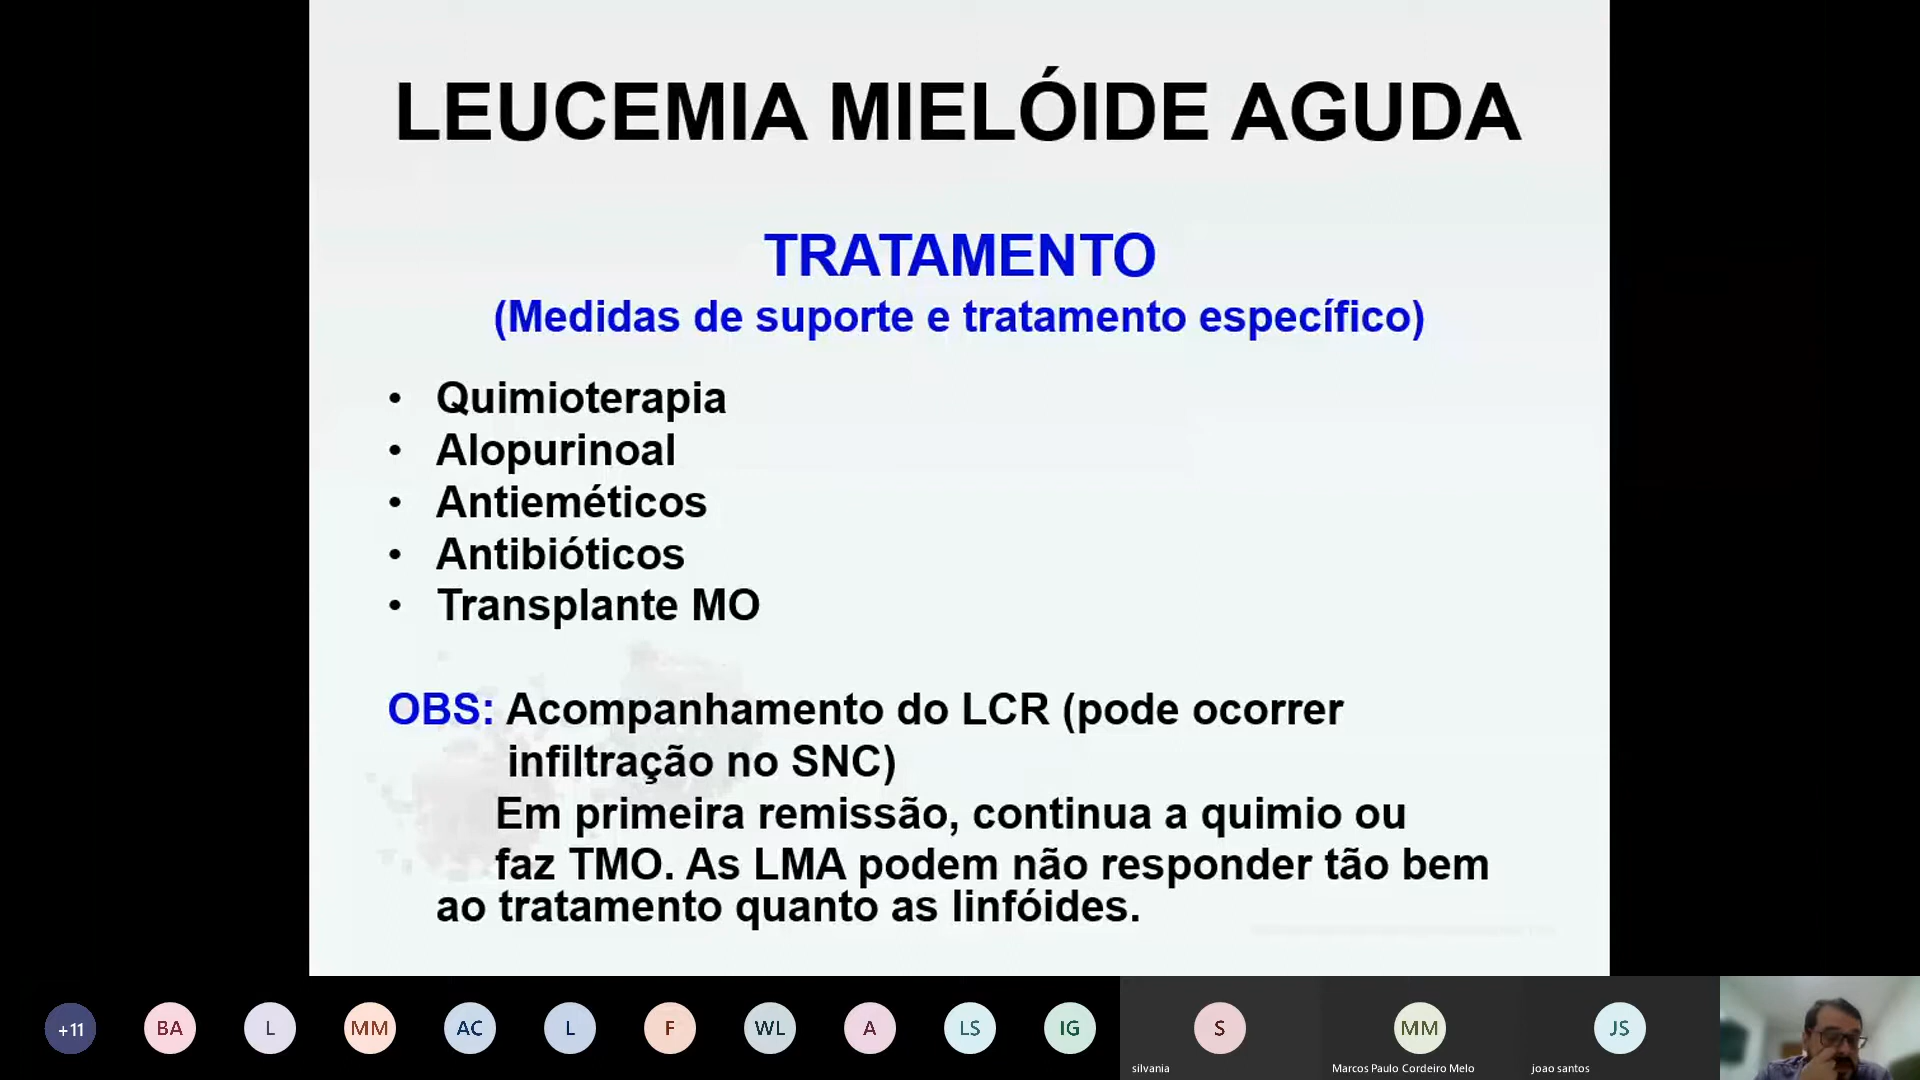 LEUCEMIA MIELÓIDE AGUDA
TRATAMENTO
(Medidas de suporte e tratamento específico)
• Quimioterapia
• Alopurinoal
• Antieméticos
• Antibióticos
• Transplante MO
OBS: Acompanhamento do LCR (pode ocorrer
infiltração no SNC)
Em primeira remissão, continua a quimio ou
faz TMO. As LMA podem não responder tão bem
ao tratamento quanto as linfóides.
+11 BA L MM AC L F WL A LS IG S MM JS
silvania Marcos Paulo Cordeiro Melo joao santos